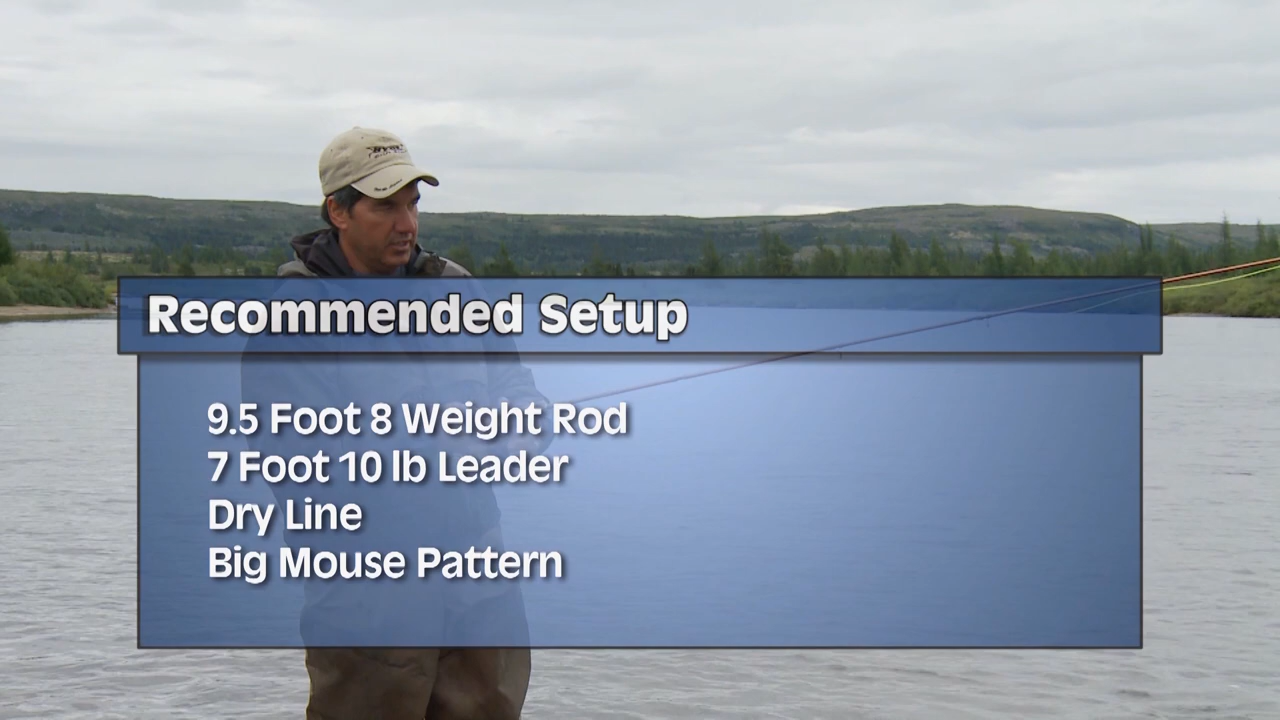 Recommended Setup
9.5 Foot 8 Weight Rod
7 Foot 10 lb Leader
Dry Line
Big Mouse Pattern